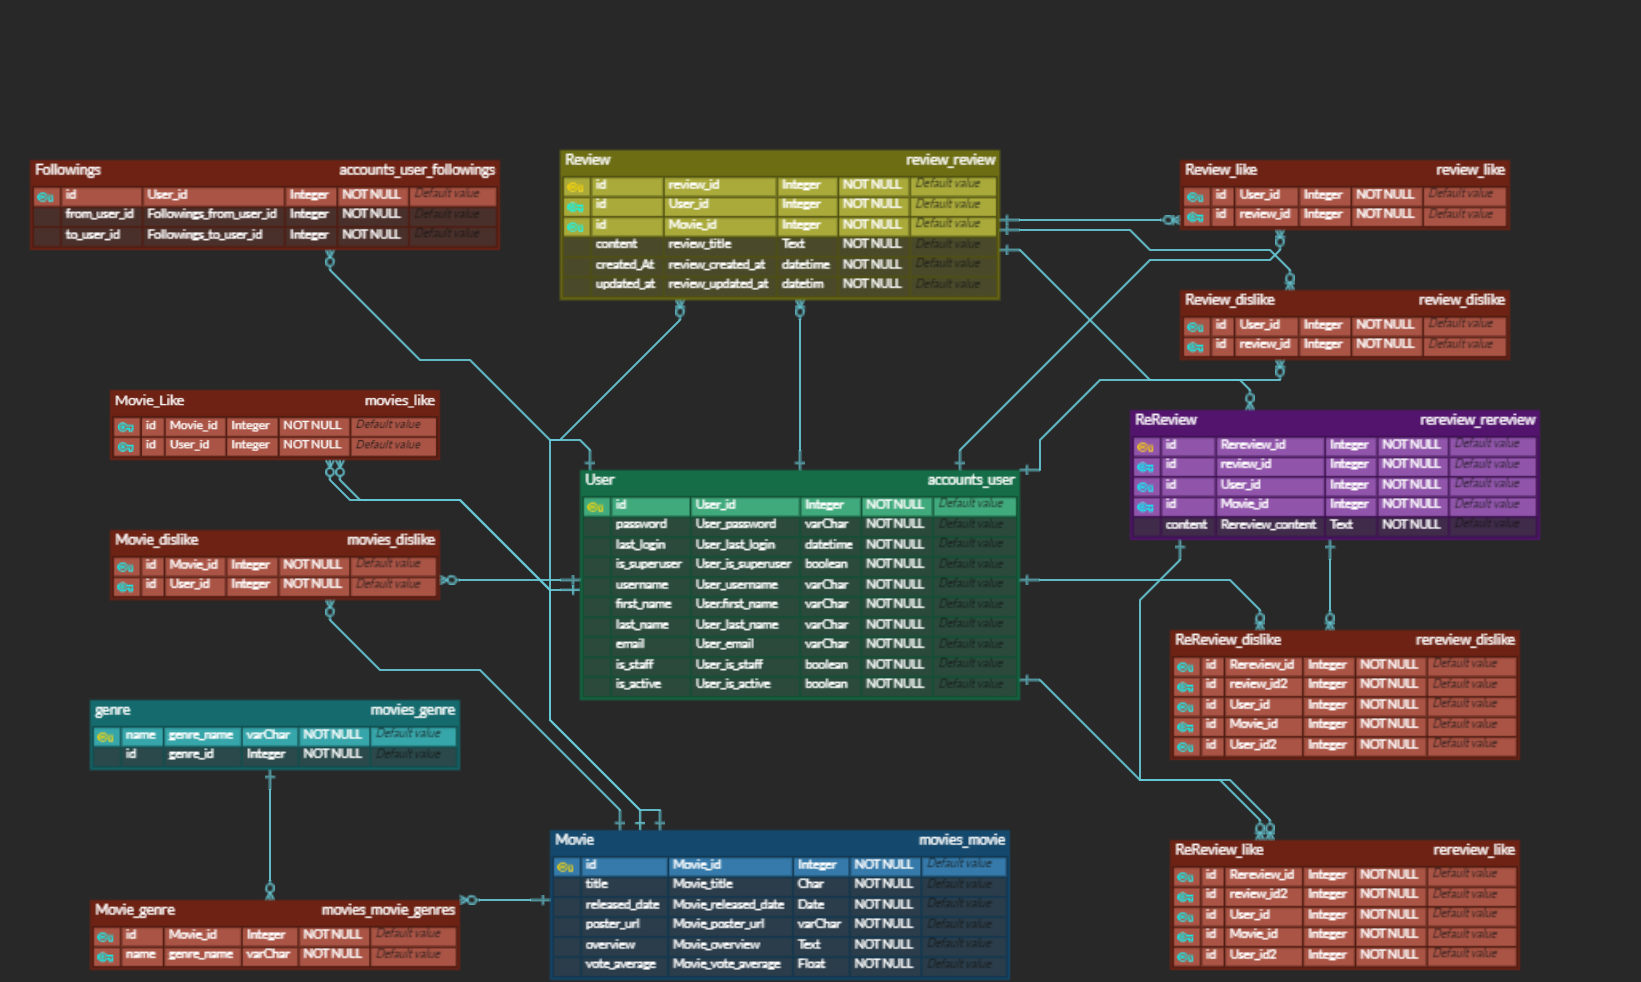 Followings accounts_user_followings
id User_id Integer NOT NULL Default value
from_user_id Followings_from_user_id Integer NOT NULL Default value
to_user_id Followings_to_user_id Integer NOT NULL Default value
Review review_review
id review_id Integer NOT NULL Default value
id User_id Integer NOT NULL Default value
id Movie_id Integer NOT NULL Default value
content review_title Text NOT NULL Default value
created_At review_created_at datetime NOT NULL Default value
updated_at review_updated_at datetim NOT NULL Default value
Review_like review_like
id User_id Integer NOT NULL Default value
id review_id Integer NOT NULL Default value
Review_dislike review_dislike
id User_id Integer NOT NULL Default value
id review_id Integer NOT NULL Default value
Movie_Like movies_like
id Movie_id Integer NOT NULL Default value
id User_id Integer NOT NULL Default value
ReReview rereview_rereview
id Rereview_id Integer NOT NULL Default value
id review_id Integer NOT NULL Default value
id User_id Integer NOT NULL Default value
id Movie_id Integer NOT NULL Default value
content Rereview_content Text NOT NULL Default value
User accounts_user
id User_id Integer NOT NULL Default value
password User_password varChar NOT NULL Default value
last_login User_last_login datetime NOT NULL Default value
is_superuser User_is_superuser boolean NOT NULL Default value
username User_username varChar NOT NULL Default value
first_name User.first_name varChar NOT NULL Default value
last_name User_last_name varChar NOT NULL Default value
email User_email varChar NOT NULL Default value
is_staff User_is_staff boolean NOT NULL Default value
is_active User_is_active boolean NOT NULL Default value
Movie_dislike movies_dislike
id Movie_id Integer NOT NULL Default value
id User_id Integer NOT NULL Default value
ReReview_dislike rereview_dislike
id Rereview_id Integer NOT NULL Default value
id review_id2 Integer NOT NULL Default value
id User_id Integer NOT NULL Default value
id Movie_id Integer NOT NULL Default value
id User_id2 Integer NOT NULL Default value
genre movies_genre
name genre_name varChar NOT NULL Default value
id genre_id Integer NOT NULL Default value
Movie movies_movie
id Movie_id Integer NOT NULL Default value
title Movie_title Char NOT NULL Default value
released_date Movie_released_date Date NOT NULL Default value
poster_url Movie_poster_url varChar NOT NULL Default value
overview Movie_overview Text NOT NULL Default value
vote_average Movie_vote_average Float NOT NULL Default value
ReReview_like rereview_like
id Rereview_id Integer NOT NULL Default value
id review_id2 Integer NOT NULL Default value
id User_id Integer NOT NULL Default value
id Movie_id Integer NOT NULL Default value
id User_id2 Integer NOT NULL Default value
Movie_genre movies_movie_genres
id Movie_id Integer NOT NULL Default value
name genre_name varChar NOT NULL Default value